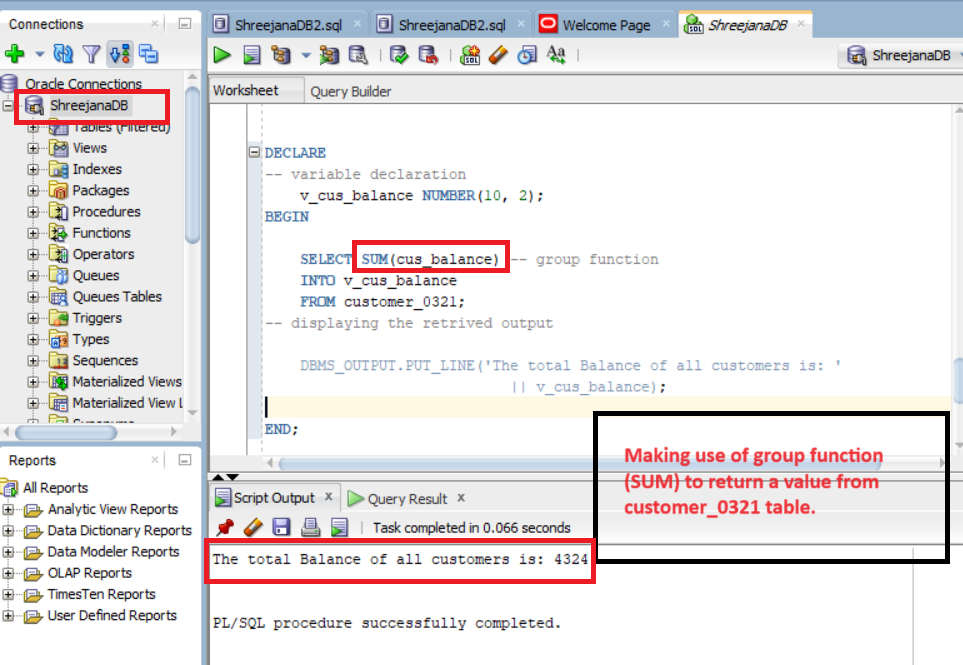 Connections
Oracle Connections
ShreejanaDB
Tables (Filtered)
Views
Indexes
Packages
Procedures
Functions
Operators
Queues
Queues Tables
Triggers
Types
Sequences
Materialized Views
Materialized View L
Reports
All Reports
Analytic View Reports
Data Dictionary Reports
Data Modeler Reports
OLAP Reports
TimesTen Reports
User Defined Reports
ShreejanaDB2.sql ShreejanaDB2.sql Welcome Page ShreejanaDB
ShreejanaDB
Worksheet Query Builder
DECLARE
-- variable declaration
v_cus_balance NUMBER(10, 2);
BEGIN
SELECT SUM(cus_balance) -- group function
INTO v_cus_balance
FROM customer_0321;
-- displaying the retrived output
DBMS_OUTPUT.PUT_LINE('The total Balance of all customers is: '
|| v_cus_balance);
END;
Making use of group function
(SUM) to return a value from
customer_0321 table.
Script Output x Query Result x
Task completed in 0.066 seconds
The total Balance of all customers is: 4324
PL/SQL procedure successfully completed.